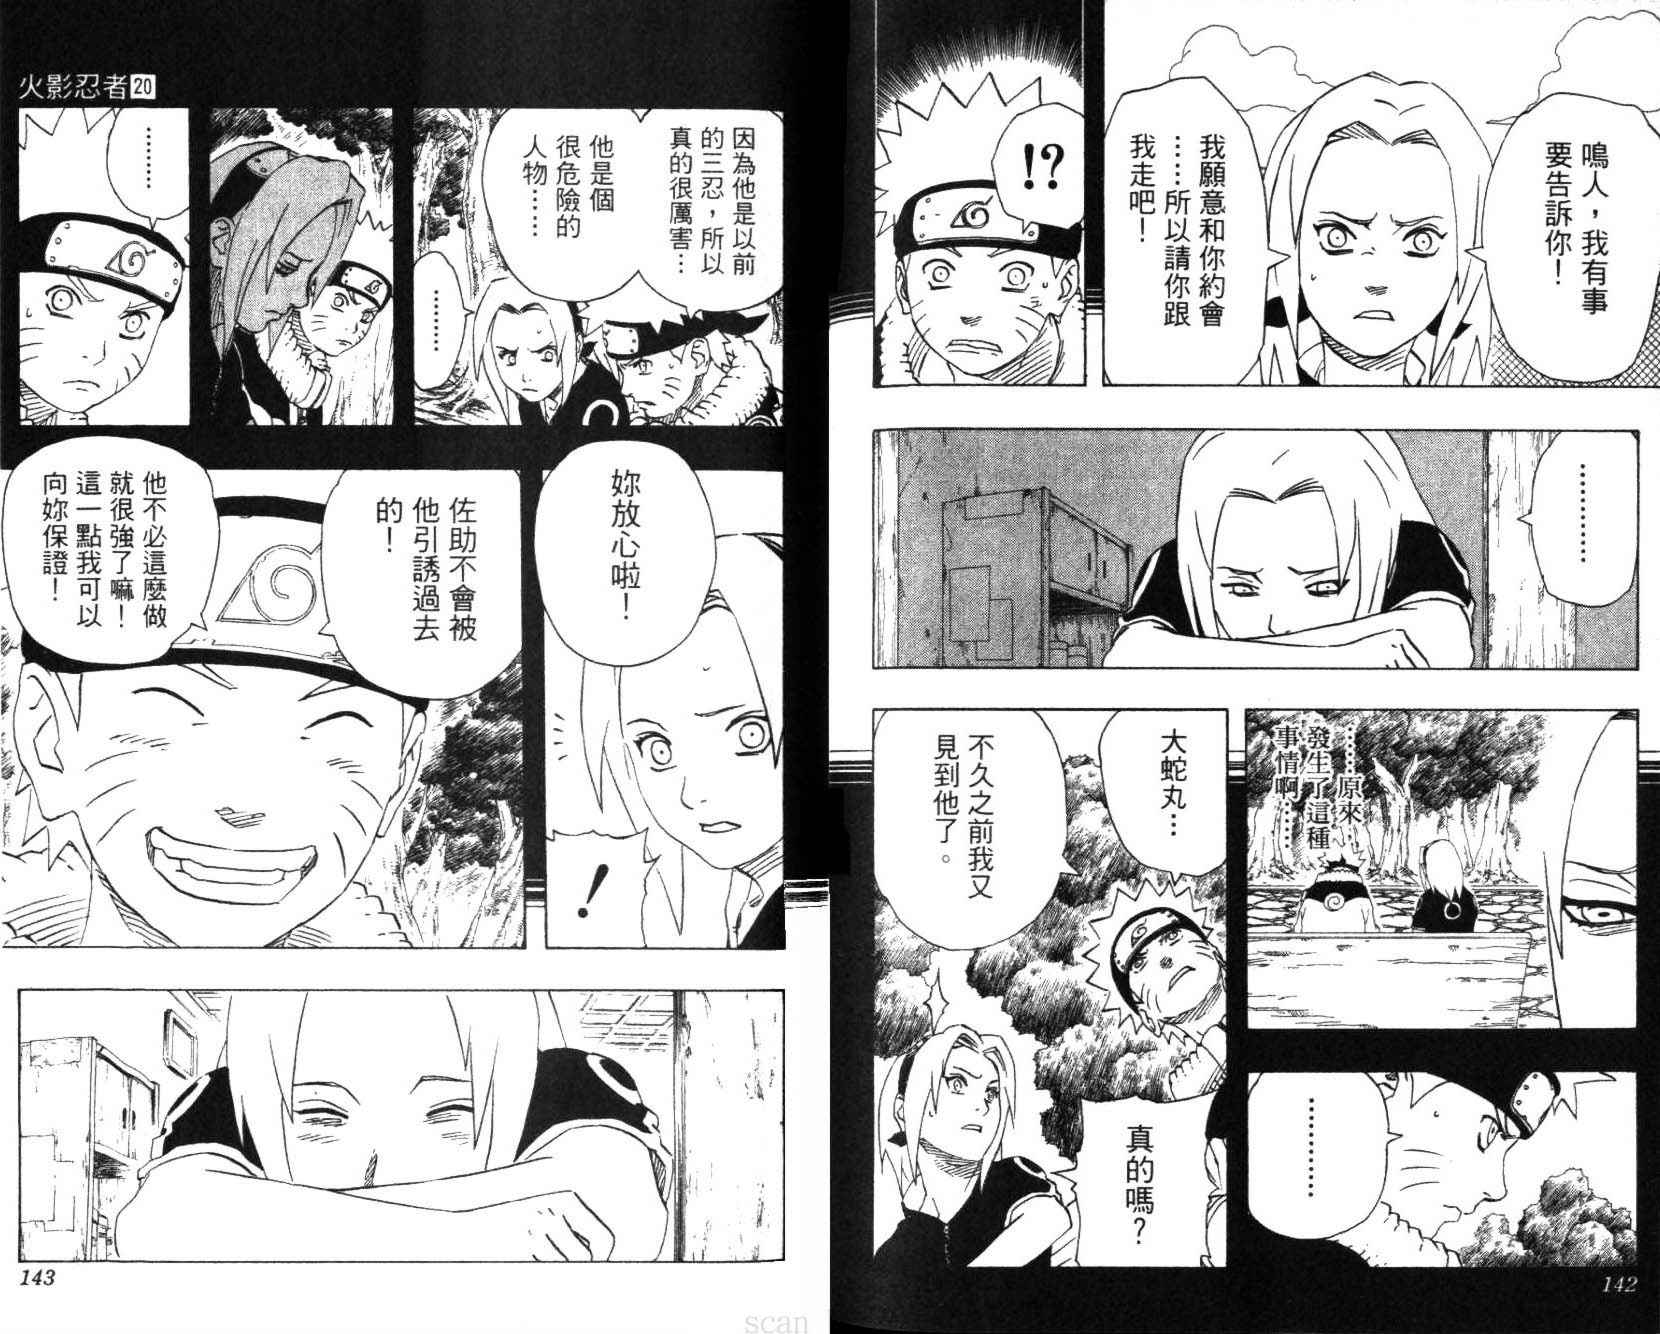 鳴人，我有事
要告訴你！
我願意和你約會
……所以請你跟
我走吧！
!?
…………
……原來
發生了這種
事情啊……
…………
大蛇丸…
不久之前我又
見到他了。
真的嗎？
142
火影忍者20
因為他是以前
的三忍，所以
真的很厲害…
他是個
很危險的
人物……
………
………
妳放心啦！
！
佐助不會被
他引誘過去
的！
他不必這麼做
就很強了嘛！
這一點我可以
向妳保證！
143
scan